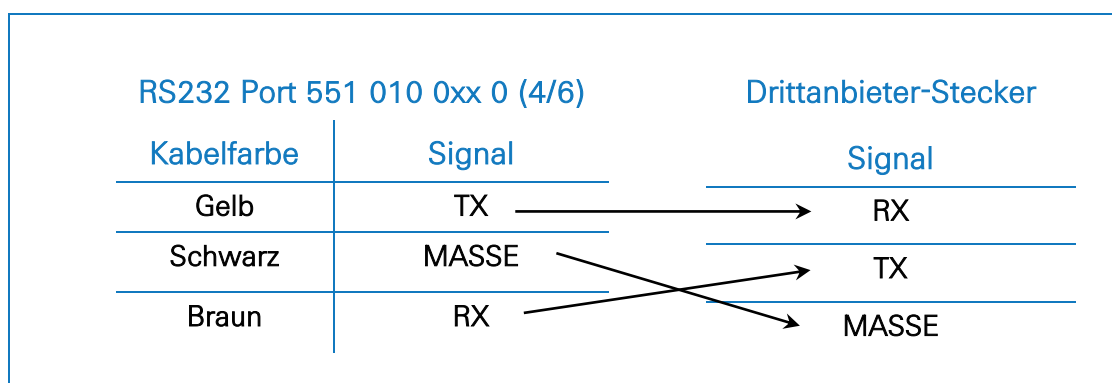 RS232 Port 551 010 0xx 0 (4/6)
Drittanbieter-Stecker
Kabelfarbe Signal
Signal
Gelb TX RX
Schwarz MASSE TX
Braun RX MASSE